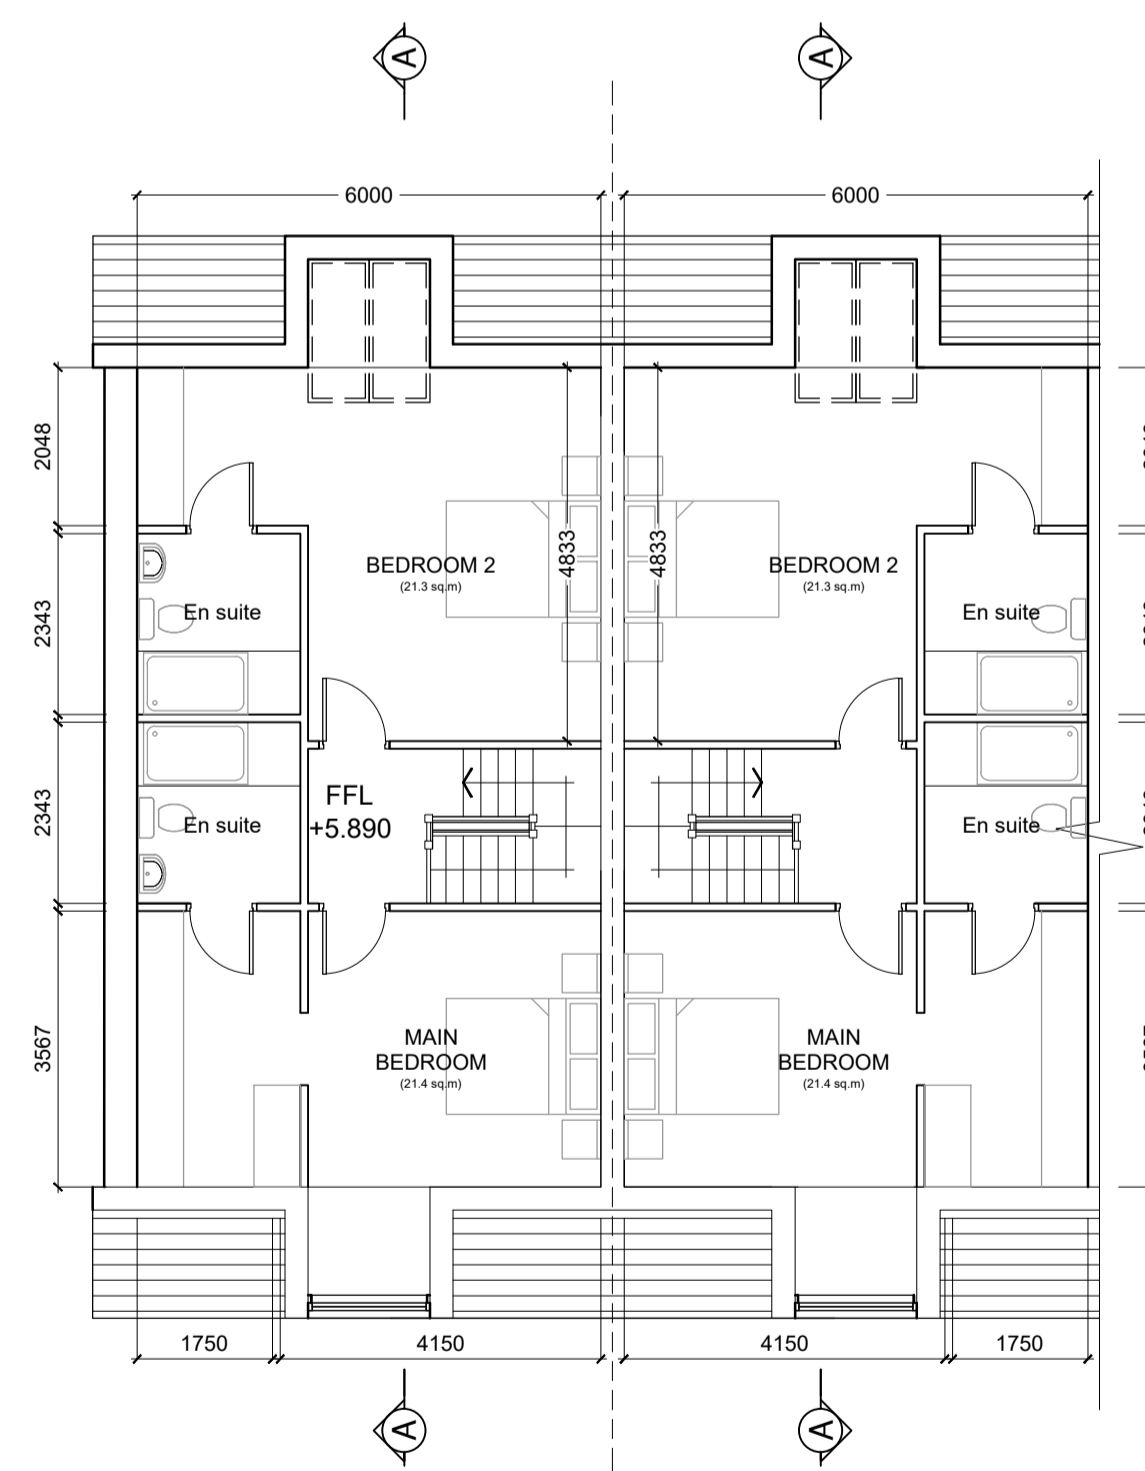 A A
6000 6000
2048
BEDROOM 2 BEDROOM 2
(21.3 sq.m) (21.3 sq.m)
4833 4833
2343
En suite En suite
FFL
+5.890
2343
En suite En suite
MAIN MAIN
BEDROOM BEDROOM
(21.4 sq.m) (21.4 sq.m)
3567
1750 4150 4150 1750
A A